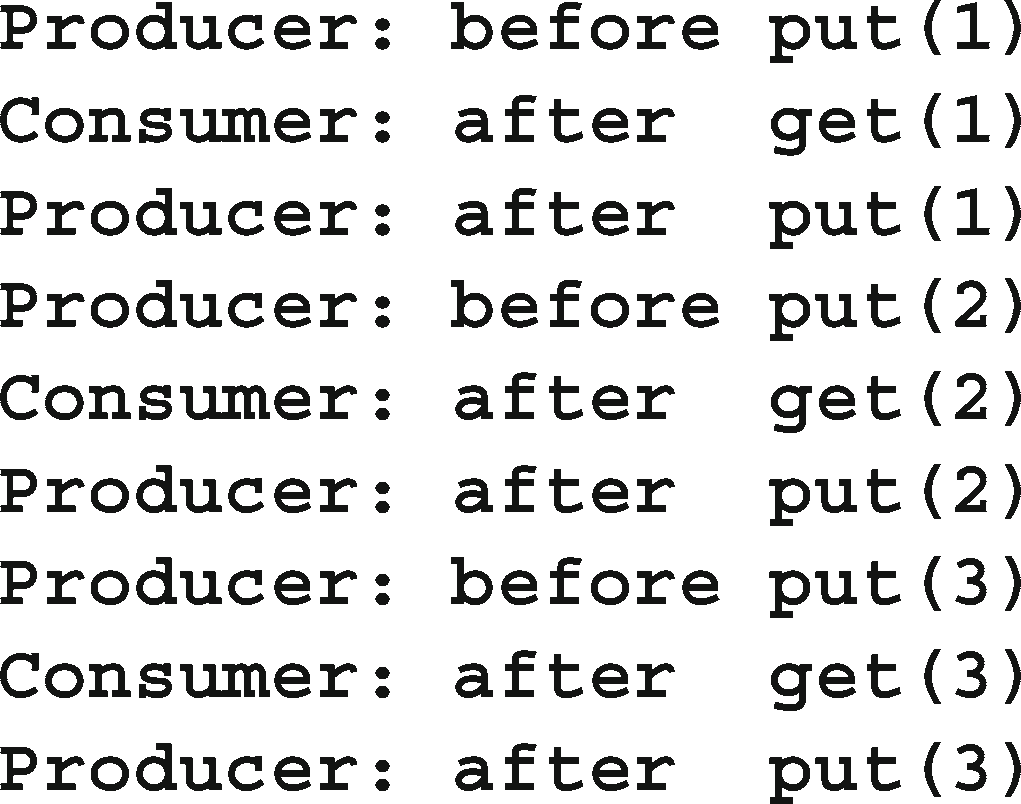 Producer: before put(1)
Consumer: after  get(1)
Producer: after  put(1)
Producer: before put(2)
Consumer: after  get(2)
Producer: after  put(2)
Producer: before put(3)
Consumer: after  get(3)
Producer: after  put(3)